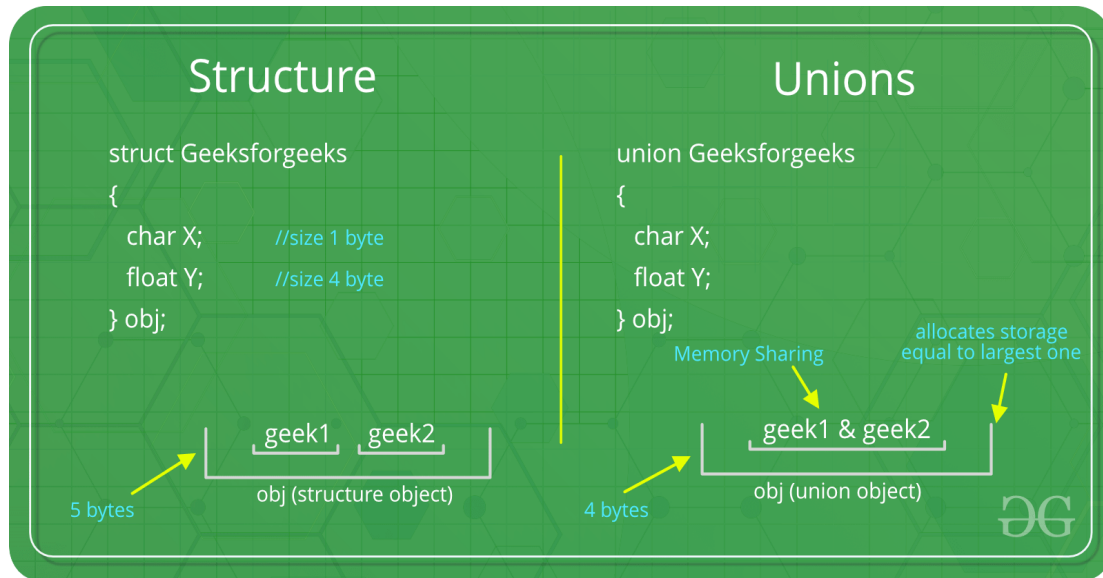 Structure
struct Geeksforgeeks
{
char X; //size 1 byte
float Y; //size 4 byte
} obj;
geek1 geek2
obj (structure object)
5 bytes
Unions
union Geeksforgeeks
{
char X;
float Y;
} obj;
Memory Sharing
allocates storage
equal to largest one
geek1 & geek2
obj (union object)
4 bytes